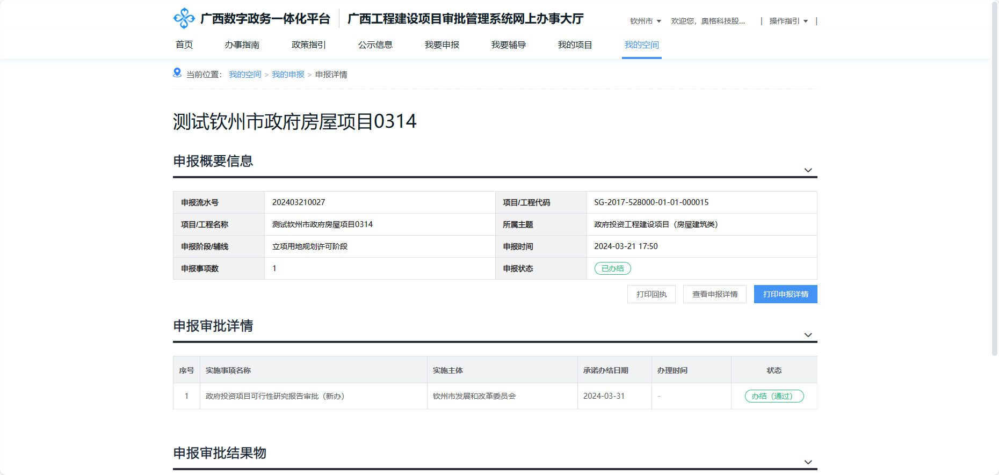 广西数字政务一体化平台 广西工程建设项目审批管理系统网上办事大厅 钦州市 欢迎您，奥格科技股... | 操作指引 |
首页 办事指南 政策指引 公示信息 我要申报 我要辅导 我的项目 我的空间
当前位置： 我的空间 > 我的申报 > 申报详情
测试钦州市政府房屋项目0314
申报概要信息
申报流水号 202403210027 项目/工程代码 SG-2017-528000-01-01-000015
项目/工程名称 测试钦州市政府房屋项目0314 所属主题 政府投资工程建设项目（房屋建筑类）
申报阶段/辅线 立项用地规划许可阶段 申报时间 2024-03-21 17:50
申报事项数 1 申报状态 已办结
打印回执 查看申报详情 打印申报详情
申报审批详情
序号 实施事项名称 实施主体 承诺办结日期 办理时间 状态
1 政府投资项目可行性研究报告审批（新办） 钦州市发展和改革委员会 2024-03-31 - 办结（通过）
申报审批结果物